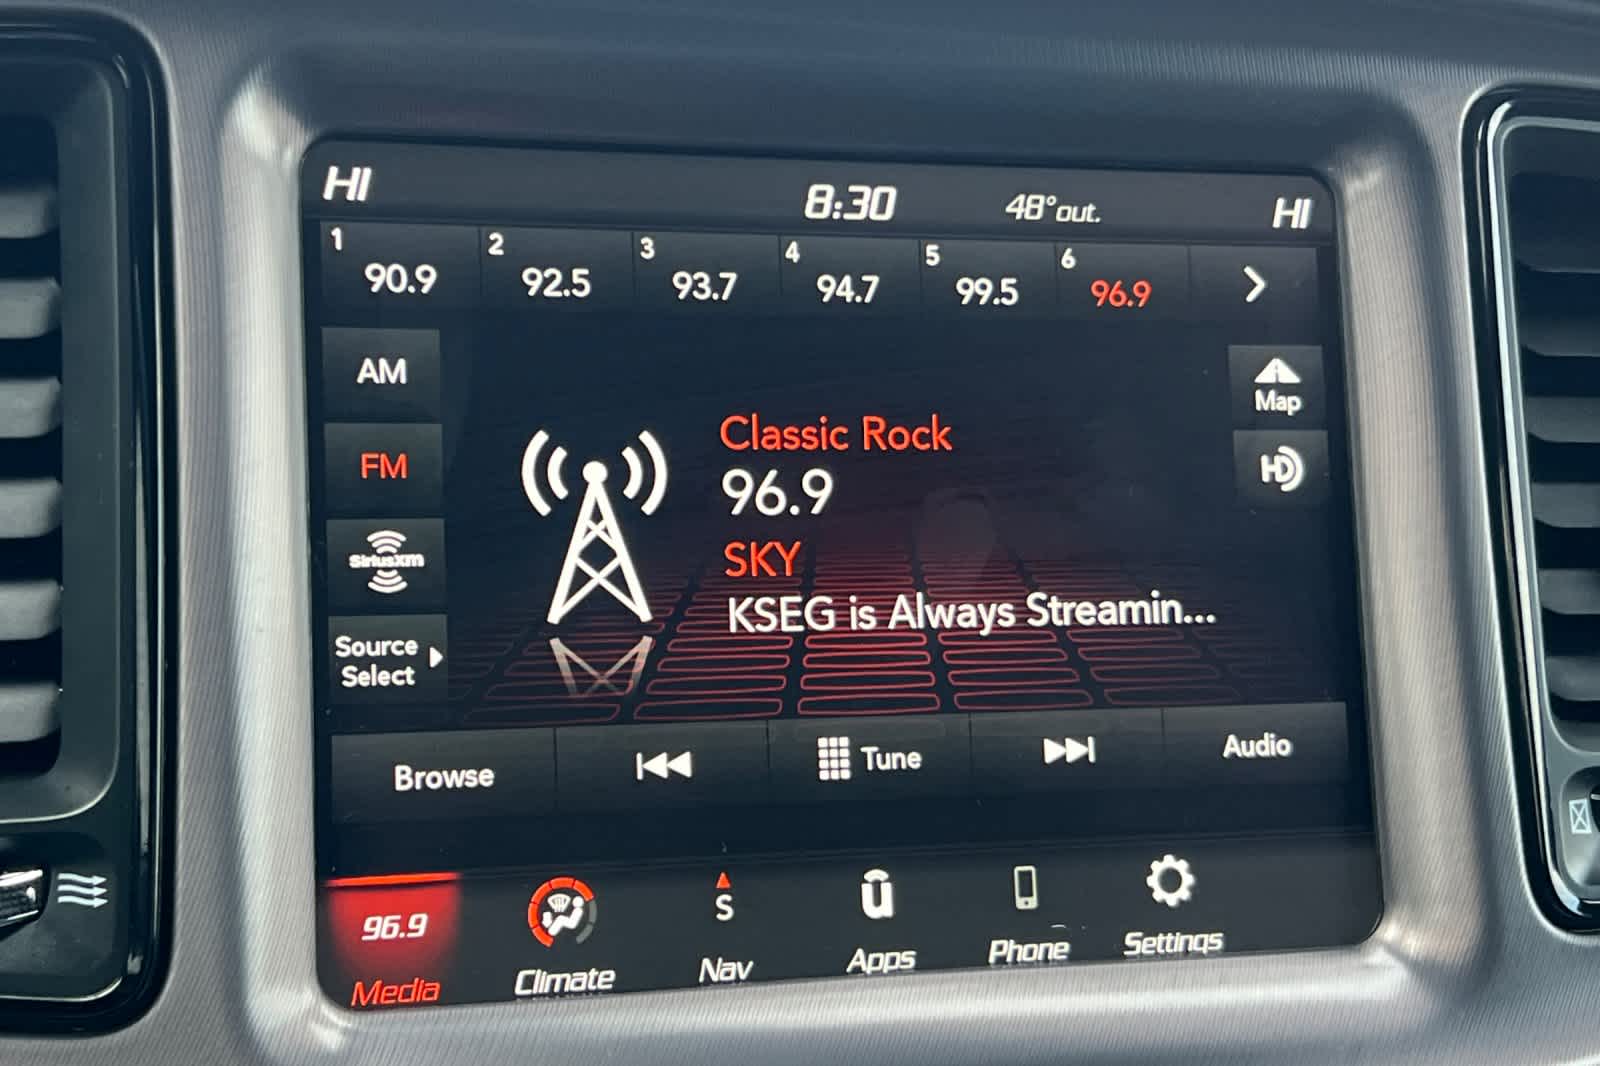 HI 8:30 48°out. HI
1 2 3 4 5 6
90.9 92.5 93.7 94.7 99.5 96.9
AM
FM
SiriusXM
Source
Select
Classic Rock
96.9
SKY
KSEG is Always Streamin...
Map
HD
Browse Tune Audio
96.9 S u
Media Climate Nav Apps Phone Settings